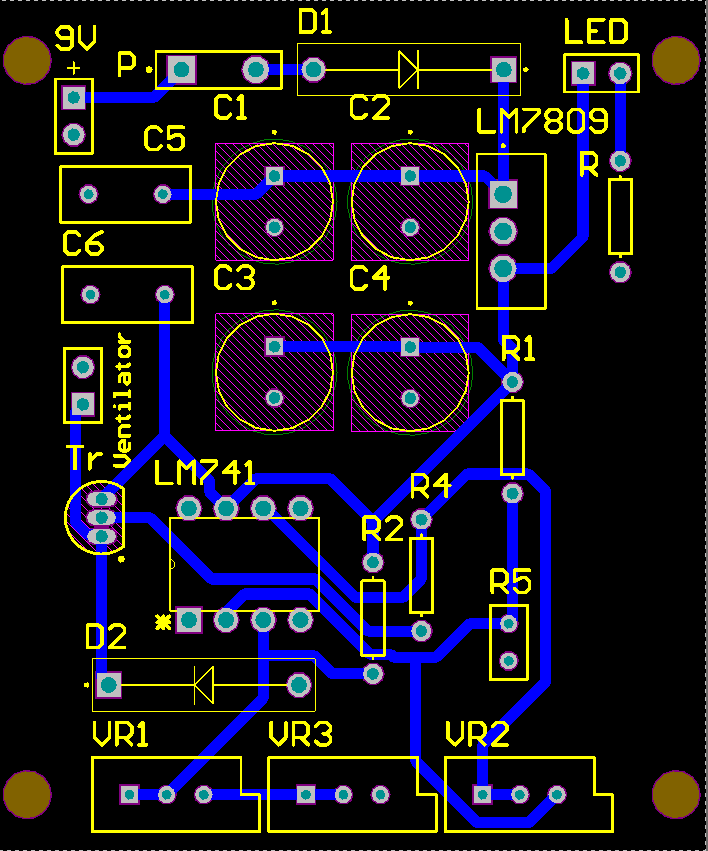 D1
9V
+
P
LED
C1
C2
LM7809
C5
R
C6
C3
C4
Ventilator
R1
Tr
LM741
R4
R2
R5
D2
VR1
VR3
VR2